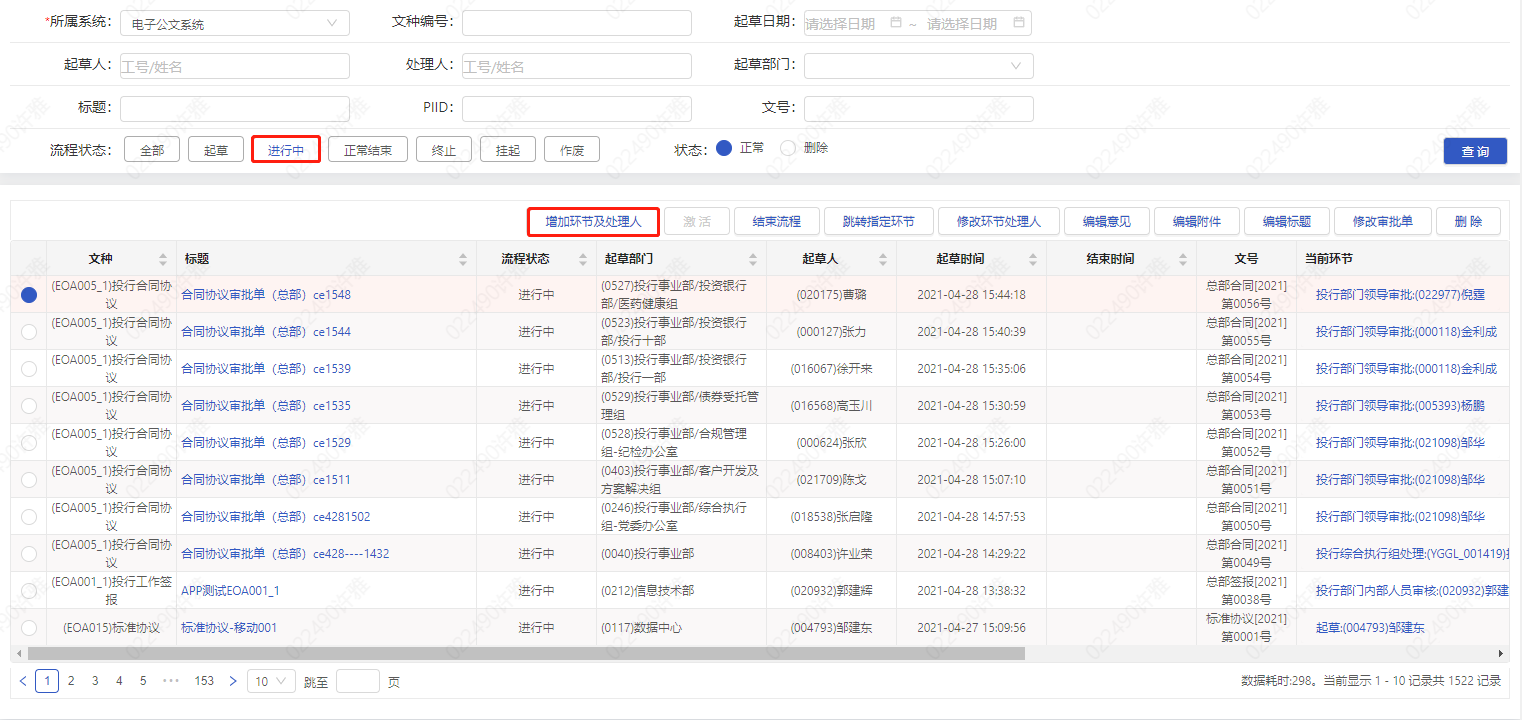 *所属系统: 电子公文系统 文种编号: 起草日期: 请选择日期 ~ 请选择日期
起草人: 工号/姓名 处理人: 工号/姓名 起草部门:
标题: PIID: 文号:
流程状态: 全部 起草 进行中 正常结束 终止 挂起 作废 状态: 正常 删除 查询
增加环节及处理人 激活 结束流程 跳转指定环节 修改环节处理人 编辑意见 编辑附件 编辑标题 修改审批单 删除
文种 标题 流程状态 起草部门 起草人 起草时间 结束时间 文号 当前环节
(EOA005_1)投行合同协议 合同协议审批单（总部）ce1548 进行中 (0527)投行事业部/投资银行部/医药健康组 (020175)曹璐 2021-04-28 15:44:18 总部合同[2021]第0056号 投行部门领导审批;(022977)倪霆
(EOA005_1)投行合同协议 合同协议审批单（总部）ce1544 进行中 (0523)投行事业部/投资银行部/投行十部 (000127)张力 2021-04-28 15:40:39 总部合同[2021]第0055号 投行部门领导审批;(000118)金利成
(EOA005_1)投行合同协议 合同协议审批单（总部）ce1539 进行中 (0513)投行事业部/投资银行部/投行一部 (016067)徐开来 2021-04-28 15:35:06 总部合同[2021]第0054号 投行部门领导审批;(000118)金利成
(EOA005_1)投行合同协议 合同协议审批单（总部）ce1535 进行中 (0529)投行事业部/债券受托管理组 (016568)高玉川 2021-04-28 15:30:59 总部合同[2021]第0053号 投行部门领导审批;(005393)杨鹏
(EOA005_1)投行合同协议 合同协议审批单（总部）ce1529 进行中 (0528)投行事业部/合规管理组-纪检办公室 (000624)张欣 2021-04-28 15:26:00 总部合同[2021]第0052号 投行部门领导审批;(021098)邹华
(EOA005_1)投行合同协议 合同协议审批单（总部）ce1511 进行中 (0403)投行事业部/客户开发及方案解决组 (021709)陈戈 2021-04-28 15:07:10 总部合同[2021]第0051号 投行部门领导审批;(021098)邹华
(EOA005_1)投行合同协议 合同协议审批单（总部）ce4281502 进行中 (0246)投行事业部/综合执行组-党委办公室 (018538)张启隆 2021-04-28 14:57:53 总部合同[2021]第0050号 投行部门领导审批;(021098)邹华
(EOA005_1)投行合同协议 合同协议审批单（总部）ce428----1432 进行中 (0040)投行事业部 (008403)许业荣 2021-04-28 14:29:22 总部合同[2021]第0049号 投行综合执行组处理:(YGGL_001419)
(EOA001_1)投行工作签报 APP测试EOA001_1 进行中 (0212)信息技术部 (020932)郭建辉 2021-04-28 13:38:32 总部签报[2021]第0038号 投行部门内部人员审核:(020932)郭建
(EOA015)标准协议 标准协议-移动001 进行中 (0117)数据中心 (004793)邹建东 2021-04-27 15:09:56 标准协议[2021]第0001号 起草:(004793)邹建东
< 1 2 3 4 5 ••• 153 > 10 跳至 页 数据耗时:298。当前显示 1 - 10 记录共 1522 记录
022490许雅